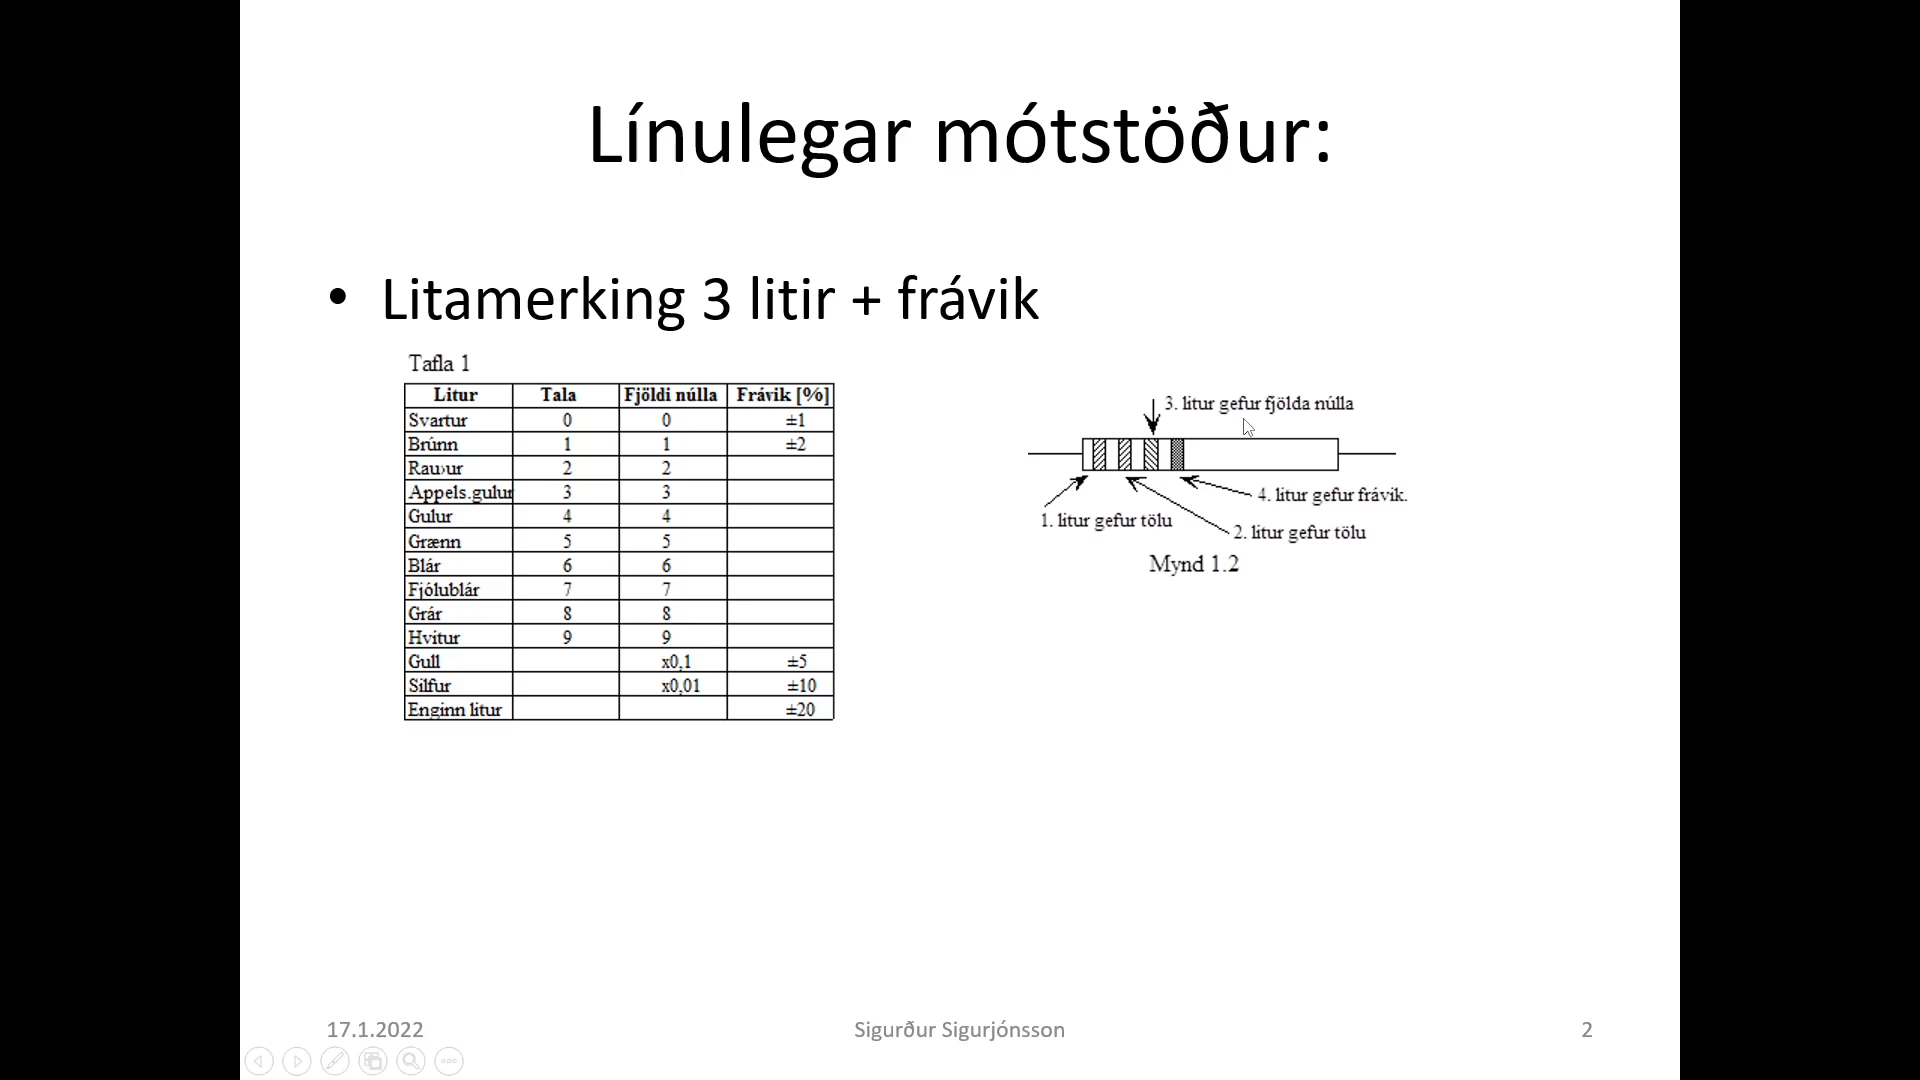 Línulegar mótstöður:
• Litamerking 3 litir + frávik
Tafla 1
Litur Tala Fjöldi núlla Frávik [%]
Svartur 0 0 ±1
Brúnn 1 1 ±2
Rau›ur 2 2
Appels.gulur 3 3
Gulur 4 4
Grænn 5 5
Blár 6 6
Fjólublár 7 7
Grár 8 8
Hvítur 9 9
Gull x0,1 ±5
Silfur x0,01 ±10
Enginn litur ±20
3. litur gefur fjölda núlla
4. litur gefur frávik.
1. litur gefur tölu
2. litur gefur tölu
Mynd 1.2
17.1.2022 Sigurður Sigurjónsson 2